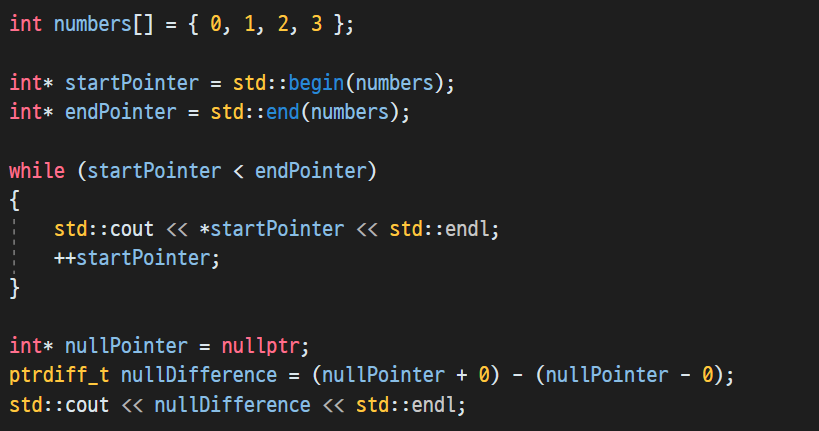 int numbers[] = { 0, 1, 2, 3 };
int* startPointer = std::begin(numbers);
int* endPointer = std::end(numbers);
while (startPointer < endPointer)
{
std::cout << *startPointer << std::endl;
++startPointer;
}
int* nullPointer = nullptr;
ptrdiff_t nullDifference = (nullPointer + 0) - (nullPointer - 0);
std::cout << nullDifference << std::endl;